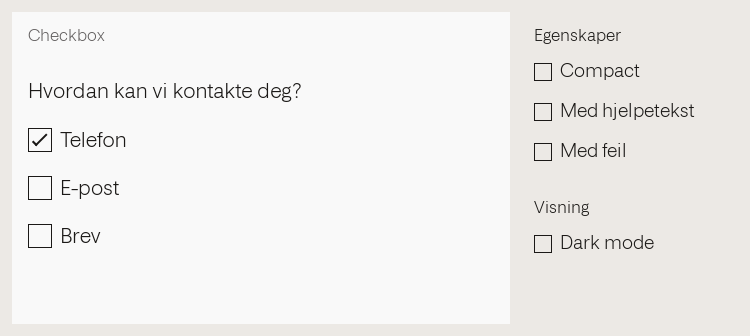 Checkbox
Hvordan kan vi kontakte deg?
Telefon
E-post
Brev
Egenskaper
Compact
Med hjelpetekst
Med feil
Visning
Dark mode